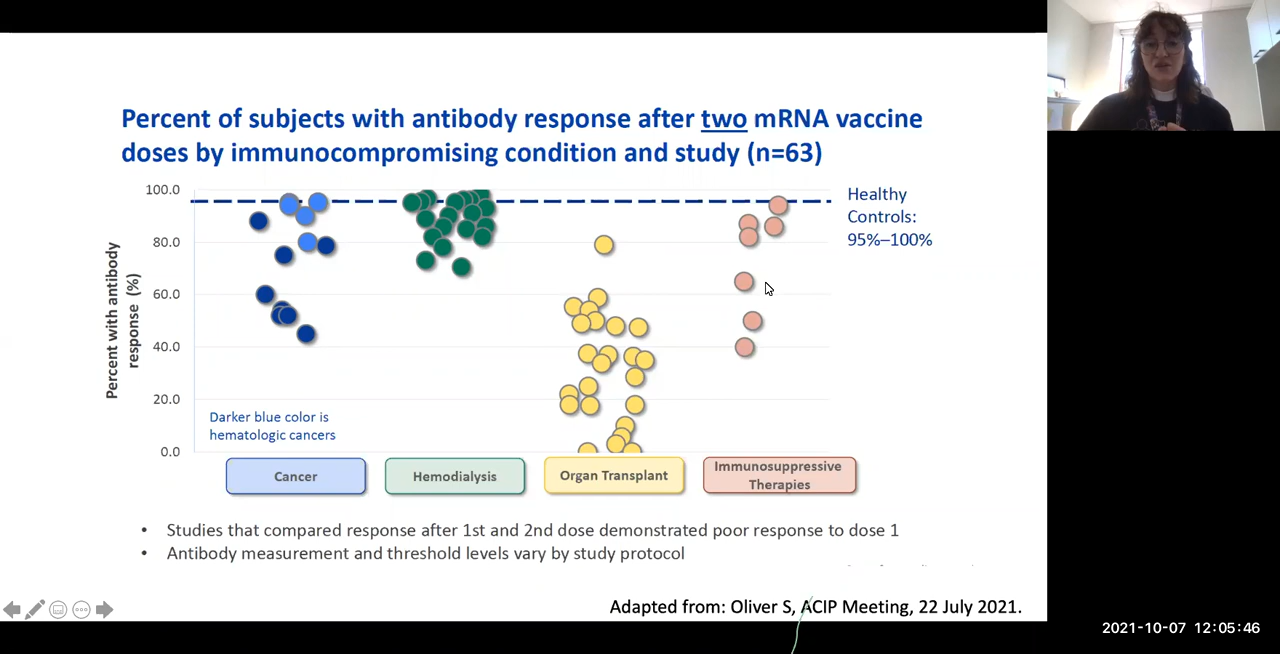 Percent of subjects with antibody response after two mRNA vaccine
doses by immunocompromising condition and study (n=63)
Percent with antibody
response (%)
100.0
80.0
60.0
40.0
20.0
0.0
Healthy
Controls:
95%–100%
Darker blue color is
hematologic cancers
Cancer
Hemodialysis
Organ Transplant
Immunosuppressive
Therapies
• Studies that compared response after 1st and 2nd dose demonstrated poor response to dose 1
• Antibody measurement and threshold levels vary by study protocol
Adapted from: Oliver S, ACIP Meeting, 22 July 2021.
2021-10-07 12:05:46